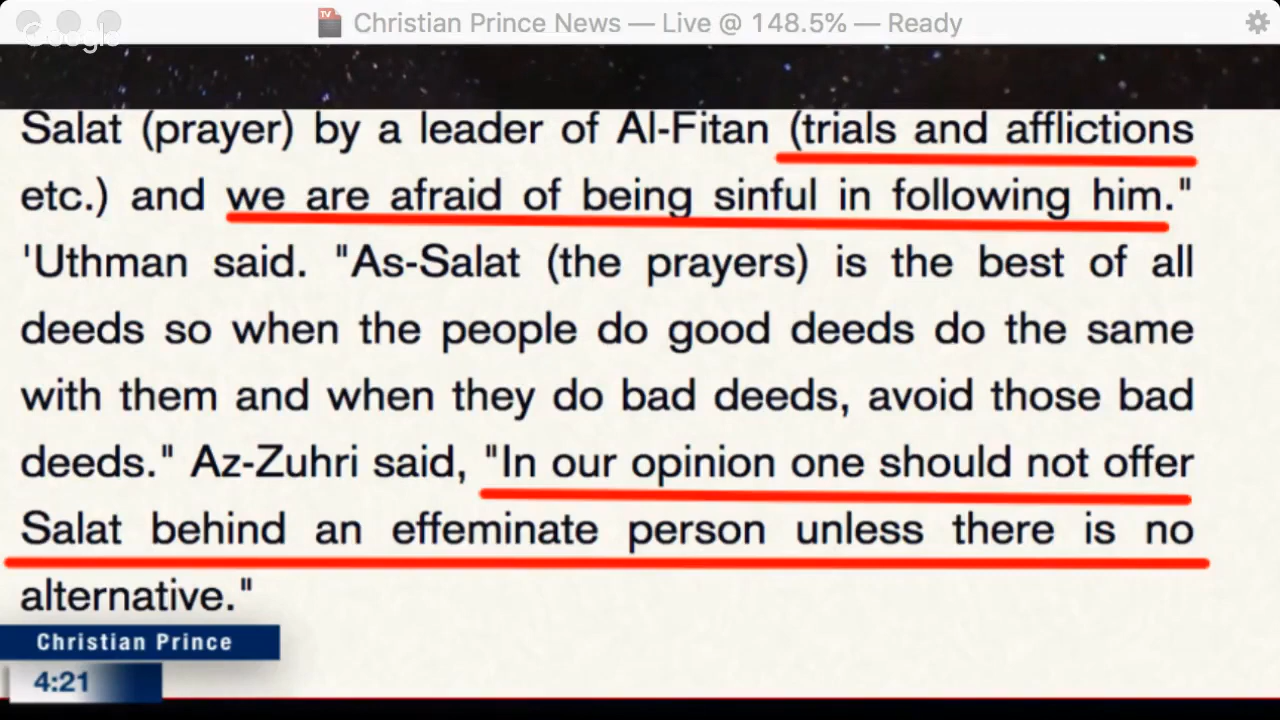 TV
Christian Prince News — Live @ 148.5% — Ready
Google
Salat (prayer) by a leader of Al-Fitan (trials and afflictions
etc.) and we are afraid of being sinful in following him."
'Uthman said. "As-Salat (the prayers) is the best of all
deeds so when the people do good deeds do the same
with them and when they do bad deeds, avoid those bad
deeds." Az-Zuhri said, "In our opinion one should not offer
Salat behind an effeminate person unless there is no
alternative."
Christian Prince
4:21